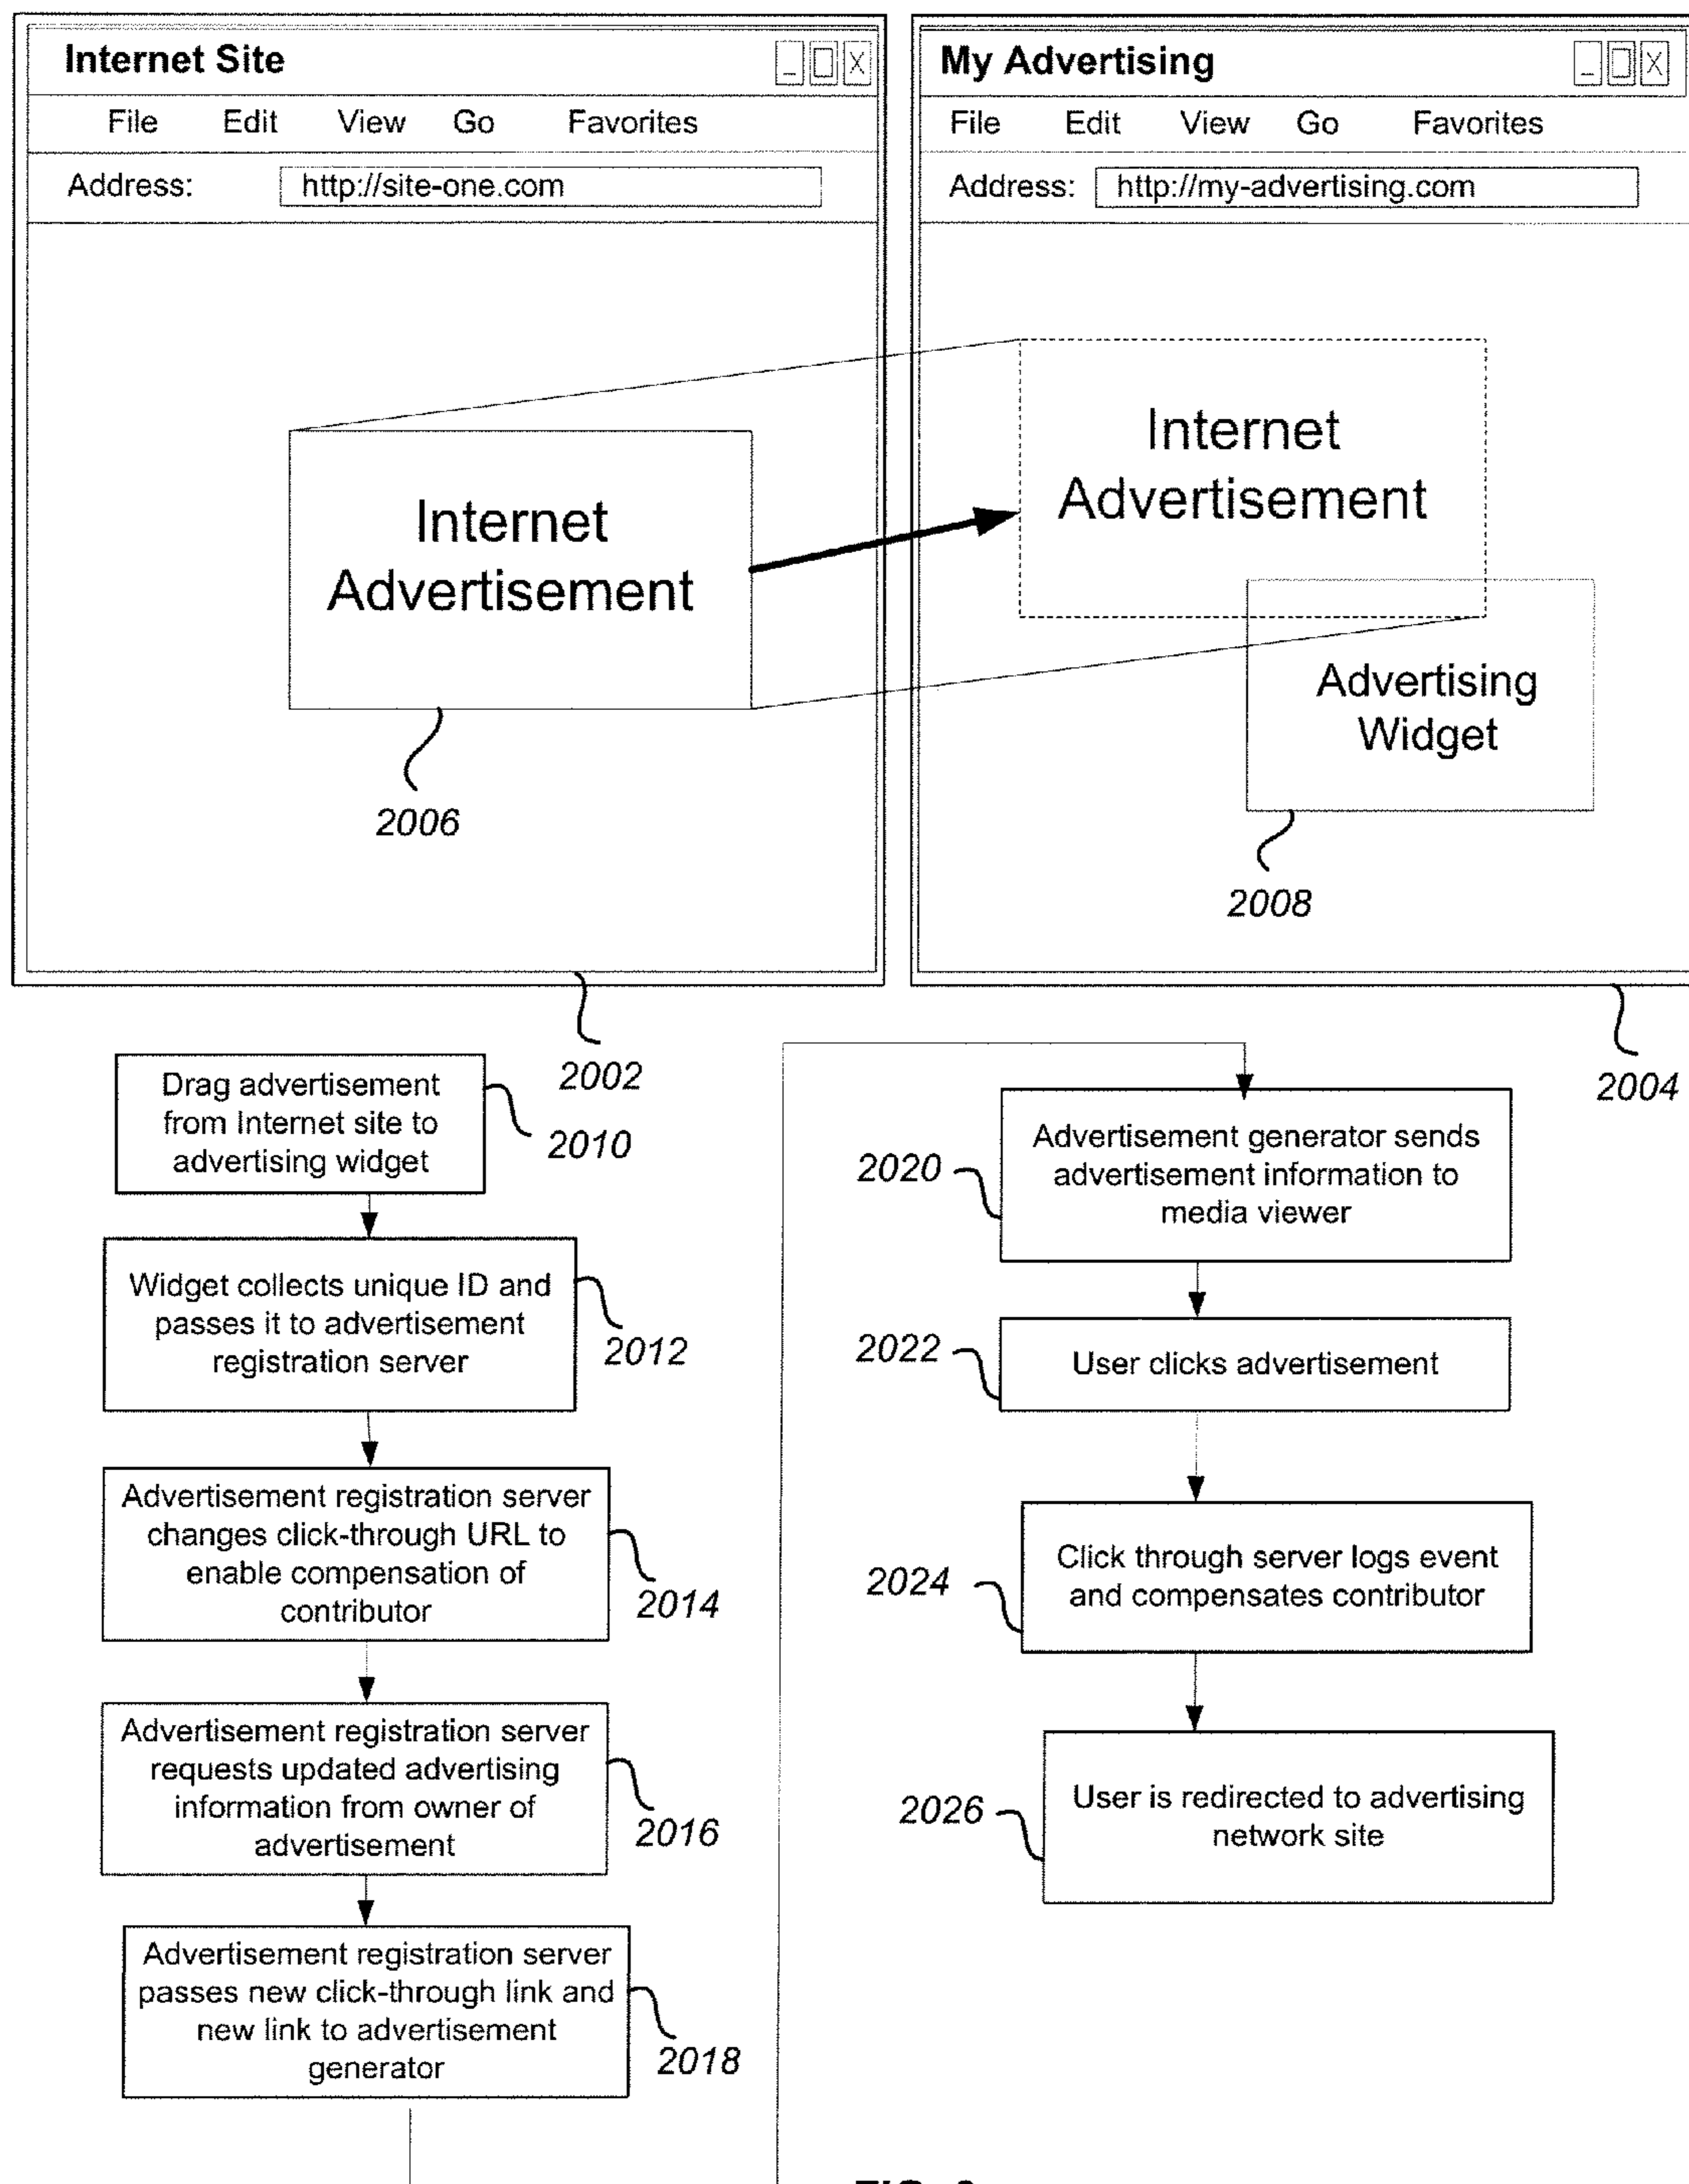 Internet Site
_ □ X
File Edit View Go Favorites
Address: http://site-one.com
Internet
Advertisement
2006
2002
My Advertising
_ □ X
File Edit View Go Favorites
Address: http://my-advertising.com
Internet
Advertisement
Advertising
Widget
2008
2004
Drag advertisement
from Internet site to
advertising widget
2010
Widget collects unique ID and
passes it to advertisement
registration server
2012
Advertisement registration server
changes click-through URL to
enable compensation of
contributor
2014
Advertisement registration server
requests updated advertising
information from owner of
advertisement
2016
Advertisement registration server
passes new click-through link and
new link to advertisement
generator
2018
Advertisement generator sends
advertisement information to
media viewer
2020
User clicks advertisement
2022
Click through server logs event
and compensates contributor
2024
User is redirected to advertising
network site
2026